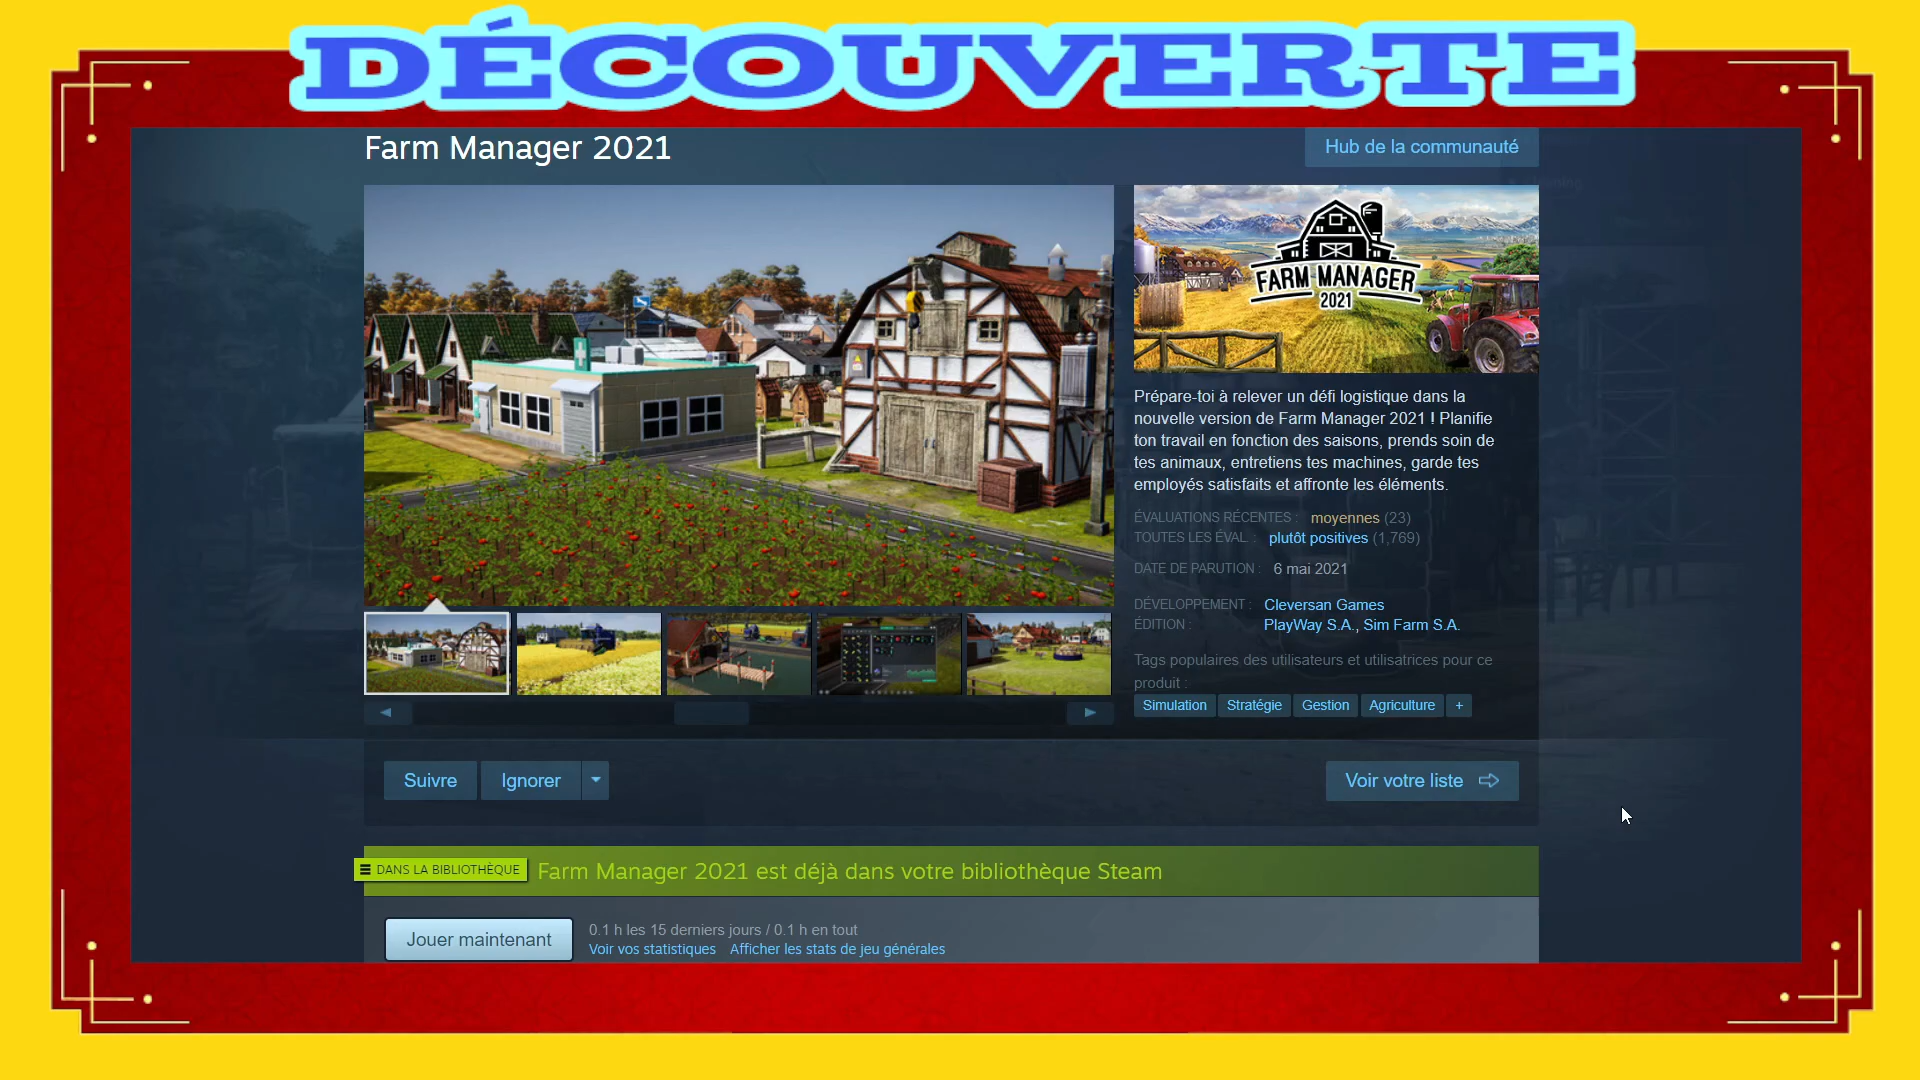 DÉCOUVERTE
Farm Manager 2021
Hub de la communauté
FARM MANAGER
2021
Prépare-toi à relever un défi logistique dans la
nouvelle version de Farm Manager 2021 ! Planifie
ton travail en fonction des saisons, prends soin de
tes animaux, entretiens tes machines, garde tes
employés satisfaits et affronte les éléments.
ÉVALUATIONS RÉCENTES : moyennes (23)
TOUTES LES ÉVAL. : plutôt positives (1,769)
DATE DE PARUTION : 6 mai 2021
DÉVELOPPEMENT : Cleversan Games
ÉDITION : PlayWay S.A., Sim Farm S.A.
Tags populaires des utilisateurs et utilisatrices pour ce
produit :
Simulation Stratégie Gestion Agriculture +
Suivre Ignorer Voir votre liste
DANS LA BIBLIOTHÈQUE Farm Manager 2021 est déjà dans votre bibliothèque Steam
Jouer maintenant 0.1 h les 15 derniers jours / 0.1 h en tout
Voir vos statistiques Afficher les stats de jeu générales